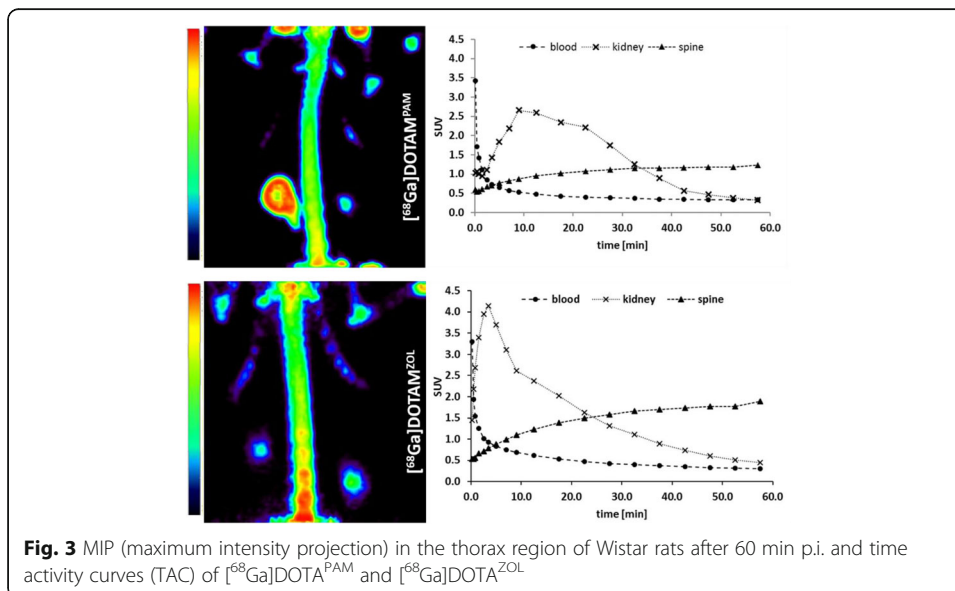 [⁶⁸Ga]DOTAMᴾᴬᴹ
4.5
4.0
3.5
3.0
2.5
2.0
1.5
1.0
0.5
0.0
SUV
blood kidney spine
0.0 10.0 20.0 30.0 40.0 50.0 60.0
time [min]
[⁶⁸Ga]DOTAMᶻᴼᴸ
5.0
4.5
4.0
3.5
3.0
2.5
2.0
1.5
1.0
0.5
0.0
SUV
blood kidney spine
0.0 10.0 20.0 30.0 40.0 50.0 60.0
time [min]
Fig. 3 MIP (maximum intensity projection) in the thorax region of Wistar rats after 60 min p.i. and time
activity curves (TAC) of [⁶⁸Ga]DOTAᴾᴬᴹ and [⁶⁸Ga]DOTAᶻᴼᴸ